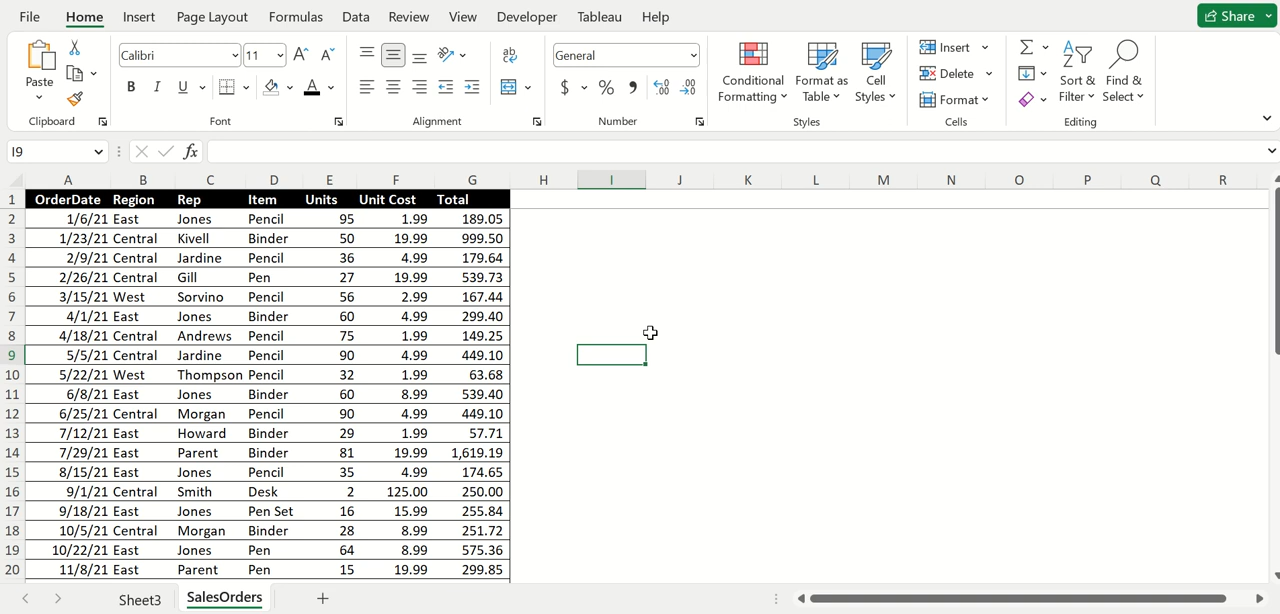 File Home Insert Page Layout Formulas Data Review View Developer Tableau Help Share
Calibri 11 General Insert
Paste Delete
B I U $ % Conditional Formatting Format as Table Cell Styles Format Sort & Filter Find & Select
Clipboard Font Alignment Number Styles Cells Editing
I9 fx
A B C D E F G H I J K L M N O P Q R
1 OrderDate Region Rep Item Units Unit Cost Total
2 1/6/21 East Jones Pencil 95 1.99 189.05
3 1/23/21 Central Kivell Binder 50 19.99 999.50
4 2/9/21 Central Jardine Pencil 36 4.99 179.64
5 2/26/21 Central Gill Pen 27 19.99 539.73
6 3/15/21 West Sorvino Pencil 56 2.99 167.44
7 4/1/21 East Jones Binder 60 4.99 299.40
8 4/18/21 Central Andrews Pencil 75 1.99 149.25
9 5/5/21 Central Jardine Pencil 90 4.99 449.10
10 5/22/21 West Thompson Pencil 32 1.99 63.68
11 6/8/21 East Jones Binder 60 8.99 539.40
12 6/25/21 Central Morgan Pencil 90 4.99 449.10
13 7/12/21 East Howard Binder 29 1.99 57.71
14 7/29/21 East Parent Binder 81 19.99 1,619.19
15 8/15/21 East Jones Pencil 35 4.99 174.65
16 9/1/21 Central Smith Desk 2 125.00 250.00
17 9/18/21 East Jones Pen Set 16 15.99 255.84
18 10/5/21 Central Morgan Binder 28 8.99 251.72
19 10/22/21 East Jones Pen 64 8.99 575.36
20 11/8/21 East Parent Pen 15 19.99 299.85
Sheet3 SalesOrders